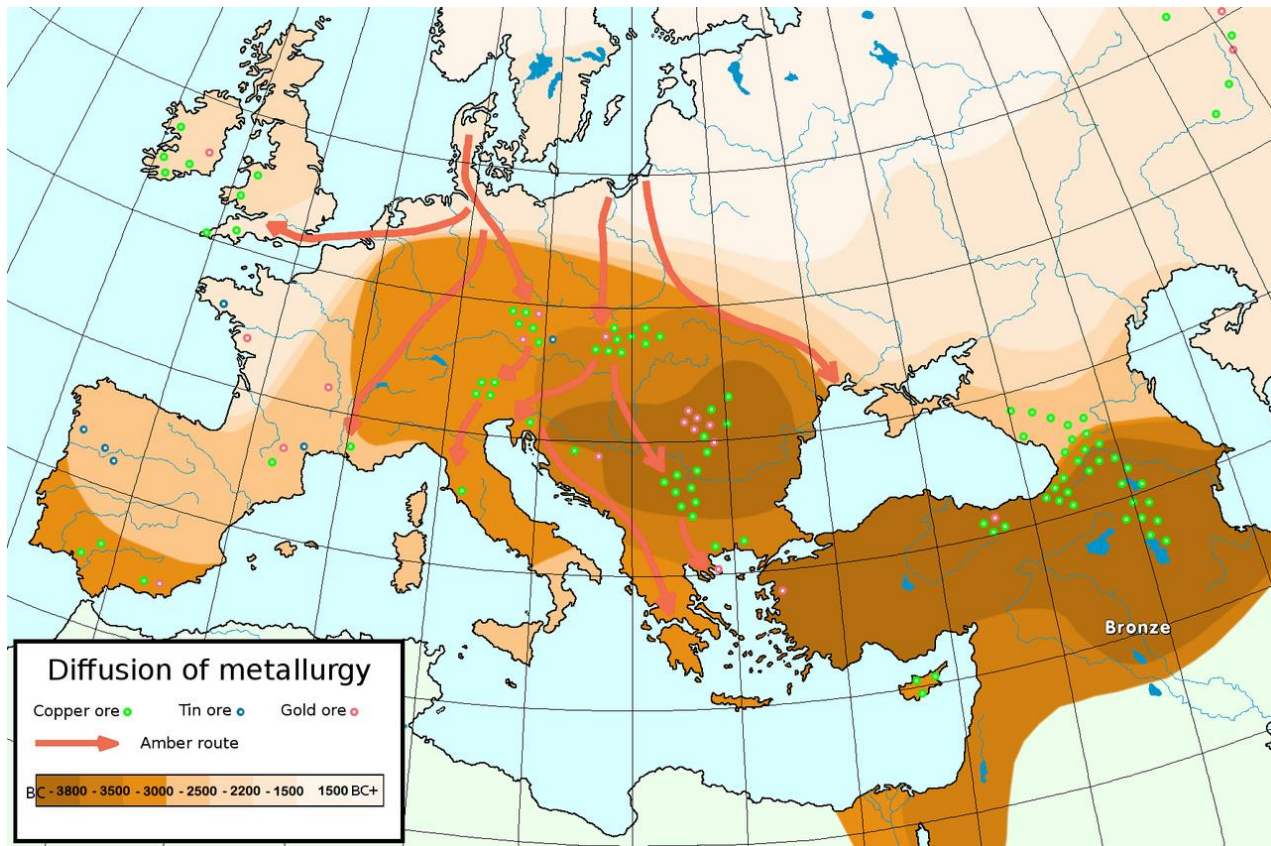 Bronze
Diffusion of metallurgy
Copper ore Tin ore Gold ore
Amber route
BC - 3800 - 3500 - 3000 - 2500 - 2200 - 1500 1500 BC+